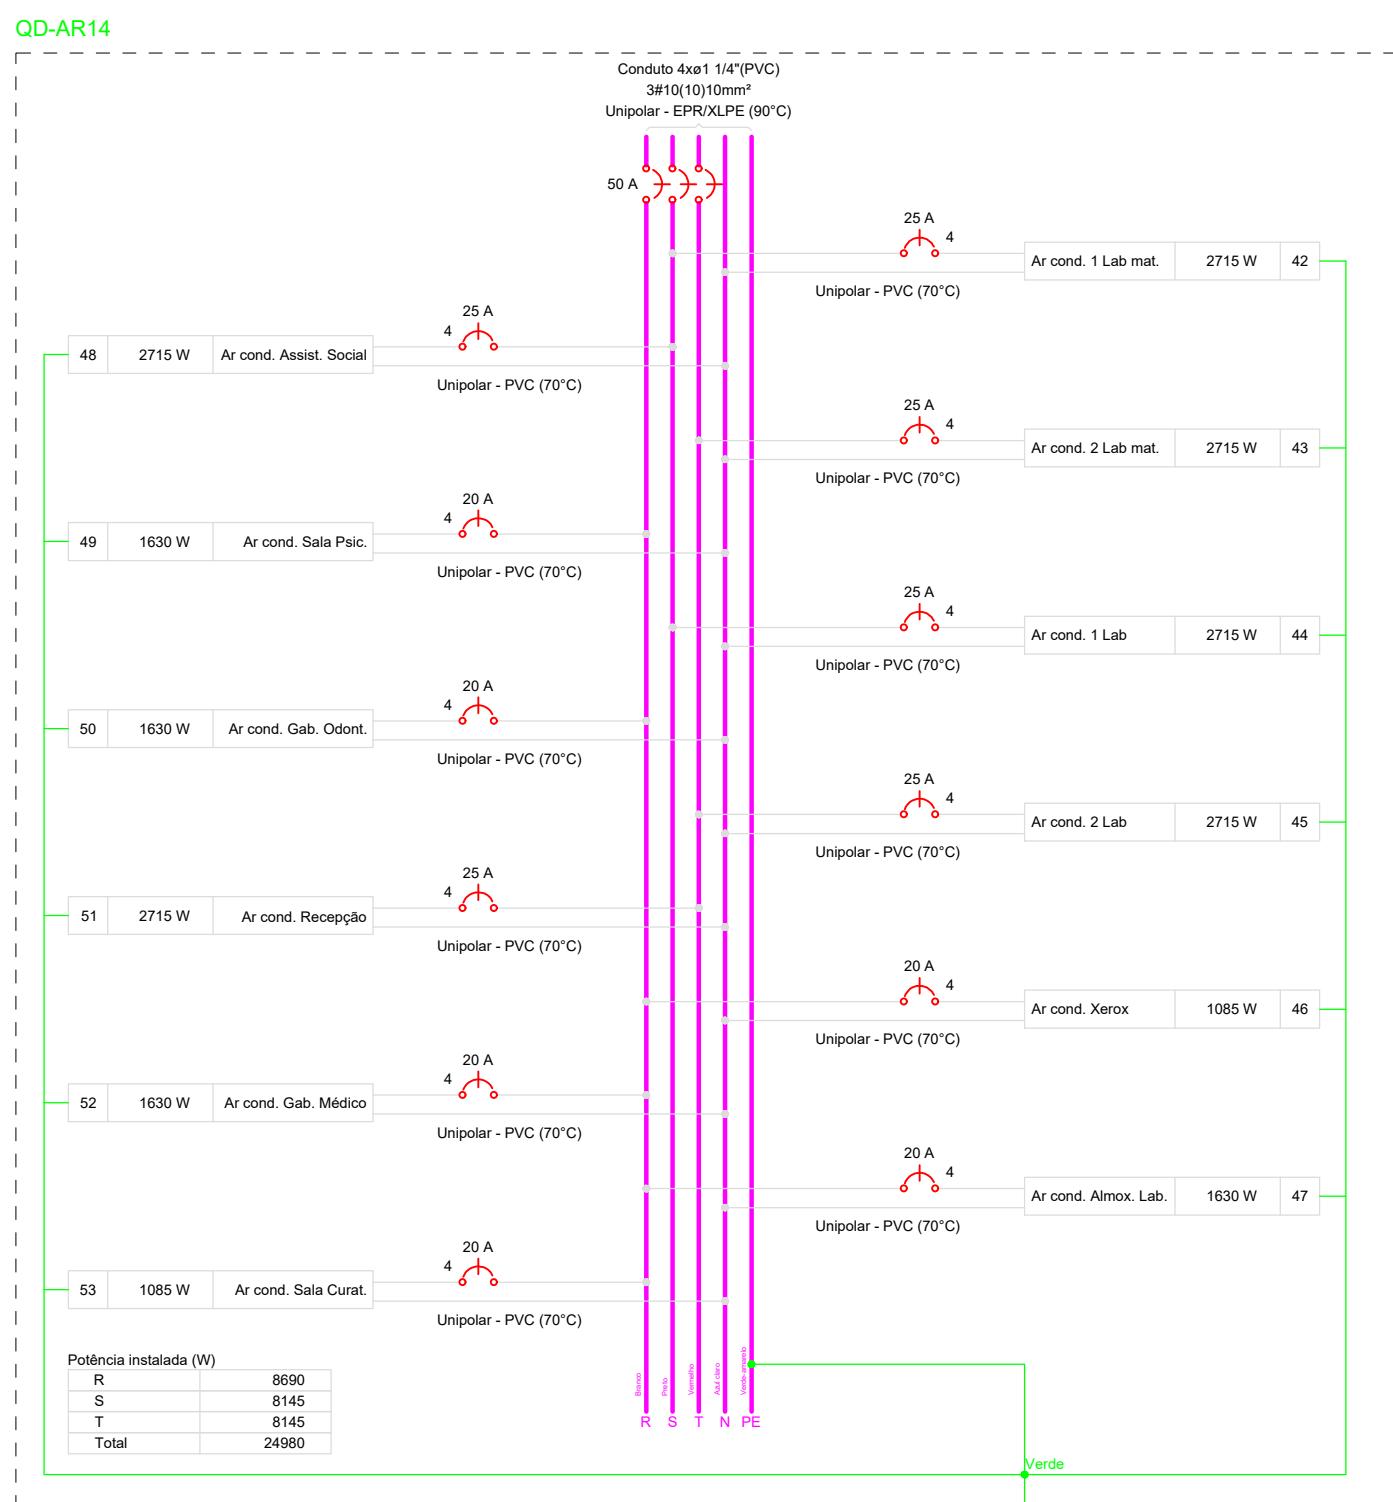 QD-AR14
Conduto 4xø1 1/4"(PVC)
3#10(10)10mm²
Unipolar - EPR/XLPE (90°C)
50 A
25 A
4
Ar cond. 1 Lab mat. 2715 W 42
Unipolar - PVC (70°C)
25 A
4
48 2715 W Ar cond. Assist. Social
Unipolar - PVC (70°C)
25 A
4
Ar cond. 2 Lab mat. 2715 W 43
Unipolar - PVC (70°C)
20 A
4
49 1630 W Ar cond. Sala Psic.
Unipolar - PVC (70°C)
25 A
4
Ar cond. 1 Lab 2715 W 44
Unipolar - PVC (70°C)
20 A
4
50 1630 W Ar cond. Gab. Odont.
Unipolar - PVC (70°C)
25 A
4
Ar cond. 2 Lab 2715 W 45
Unipolar - PVC (70°C)
25 A
4
51 2715 W Ar cond. Recepção
Unipolar - PVC (70°C)
20 A
4
Ar cond. Xerox 1085 W 46
Unipolar - PVC (70°C)
20 A
4
52 1630 W Ar cond. Gab. Médico
Unipolar - PVC (70°C)
20 A
4
Ar cond. Almox. Lab. 1630 W 47
Unipolar - PVC (70°C)
20 A
4
53 1085 W Ar cond. Sala Curat.
Unipolar - PVC (70°C)
Potência instalada (W)
R 8690
S 8145
T 8145
Total 24980
Branco
Preto
Vermelho
Azul claro
Verde-amarelo
R S T N PE
Verde